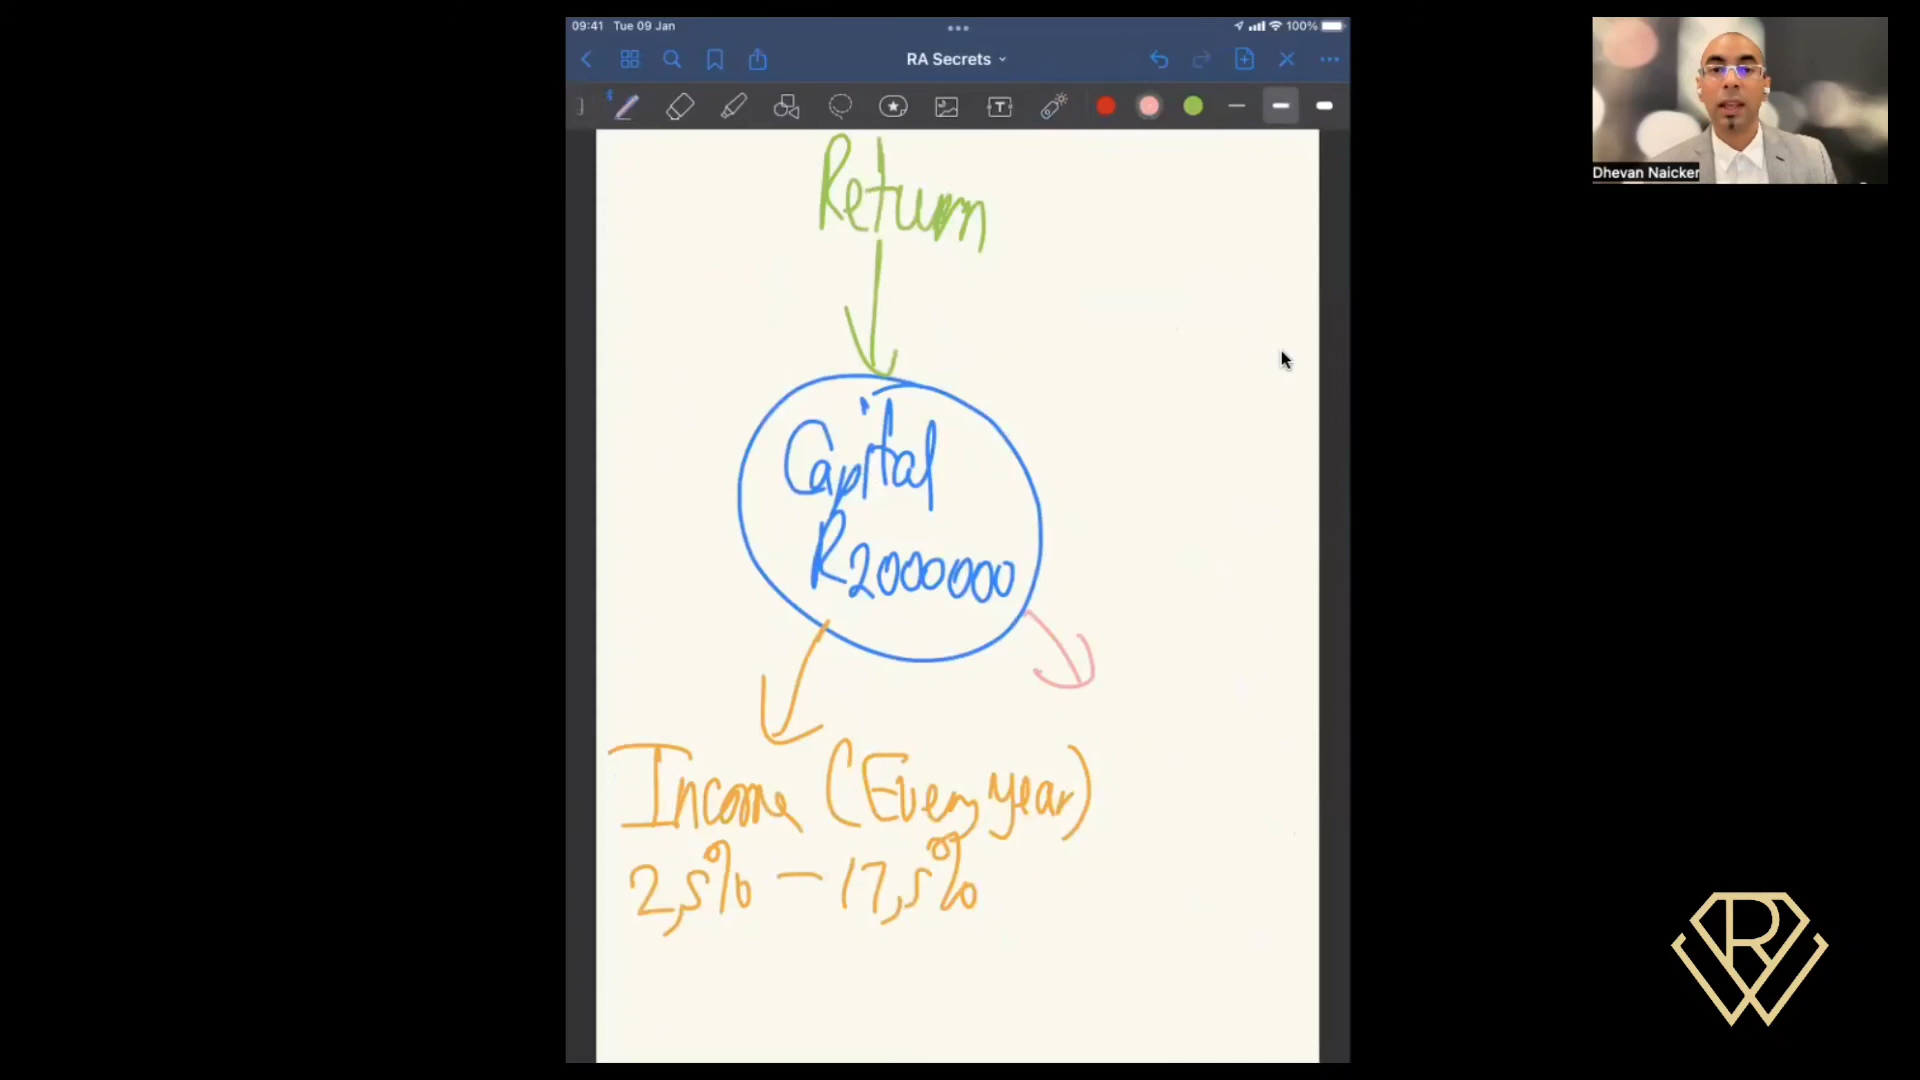 09:41 Tue 09 Jan
100%
RA Secrets
T
Dhevan Naicker
Return
Capital
R2000000
Income (Every year)
2,5% – 17,5%
RW